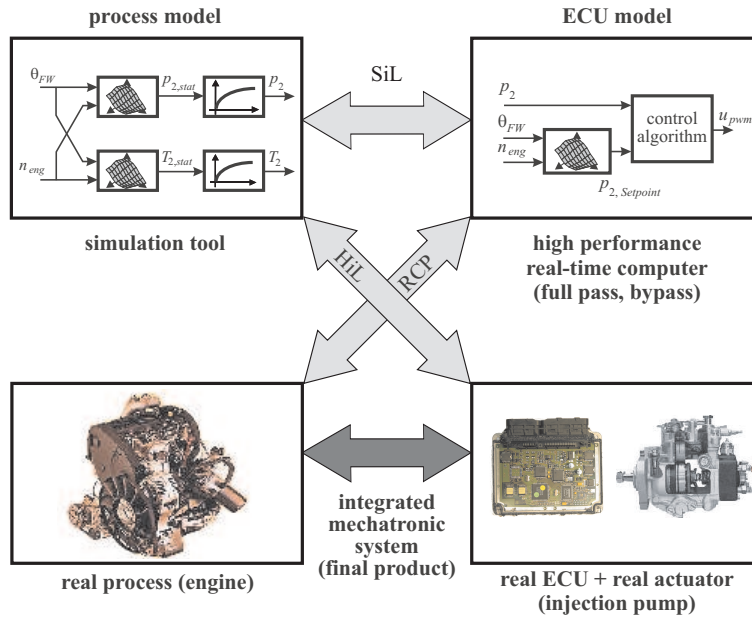 process model
ECU model
θFW
p2,stat
p2
neng
T2,stat
T2
SiL
p2
θFW
neng
p2, Setpoint
control
algorithm
upwm
simulation tool
high performance
real-time computer
(full pass, bypass)
HiL
RCP
integrated
mechatronic
system
(final product)
real process (engine)
real ECU + real actuator
(injection pump)